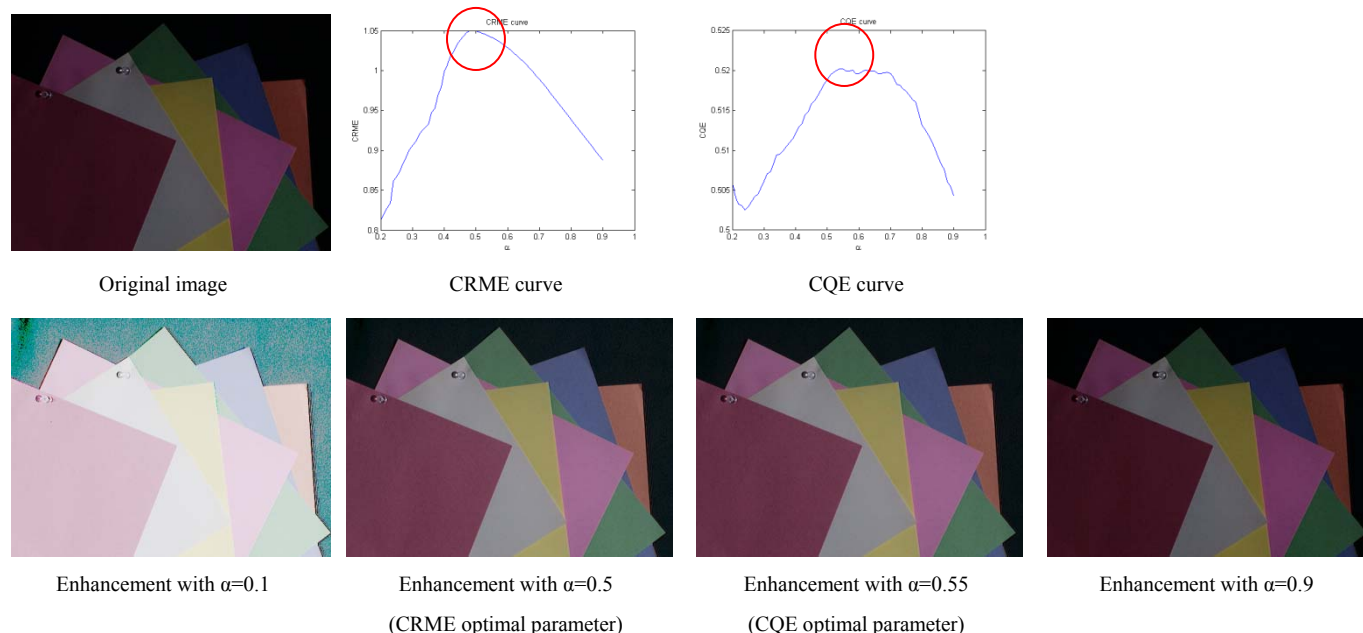 CRME curve
1.05
1
0.95
0.9
0.85
0.8
CRME
0.2 0.3 0.4 0.5 0.6 0.7 0.8 0.9 1
α
CQE curve
0.525
0.52
0.515
0.51
0.505
0.5
CQE
0.2 0.3 0.4 0.5 0.6 0.7 0.8 0.9 1
α
Original image
CRME curve
CQE curve
Enhancement with α=0.1
Enhancement with α=0.5
(CRME optimal parameter)
Enhancement with α=0.55
(CQE optimal parameter)
Enhancement with α=0.9